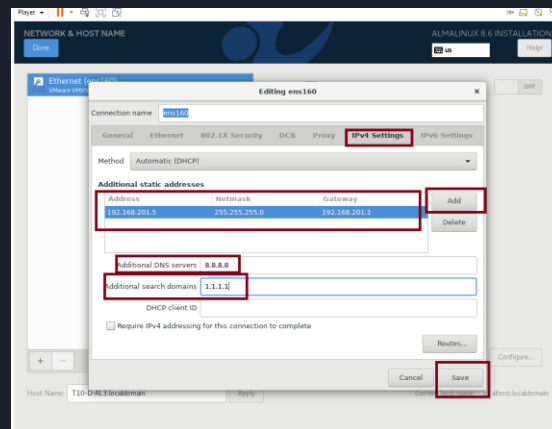 Player
NETWORK & HOST NAME
ALMALINUX 8.6 INSTALLATION
Done
us
Help!
Ethernet (ens160)
OFF
Editing ens160
Connection name ens160
General Ethernet 802.1X Security DCB Proxy IPv4 Settings IPv6 Settings
Method Automatic (DHCP)
Additional static addresses
Address Netmask Gateway
192.168.201.5 255.255.255.0 192.168.201.1
Add
Delete
Additional DNS servers 8.8.8.8
Additional search domains 1.1.1.1
DHCP client ID
Require IPv4 addressing for this connection to complete
Routes...
+ −
Configure...
Cancel Save
Host Name: T10-D-AL3.localdomain Apply Current host name: localhost.localdomain